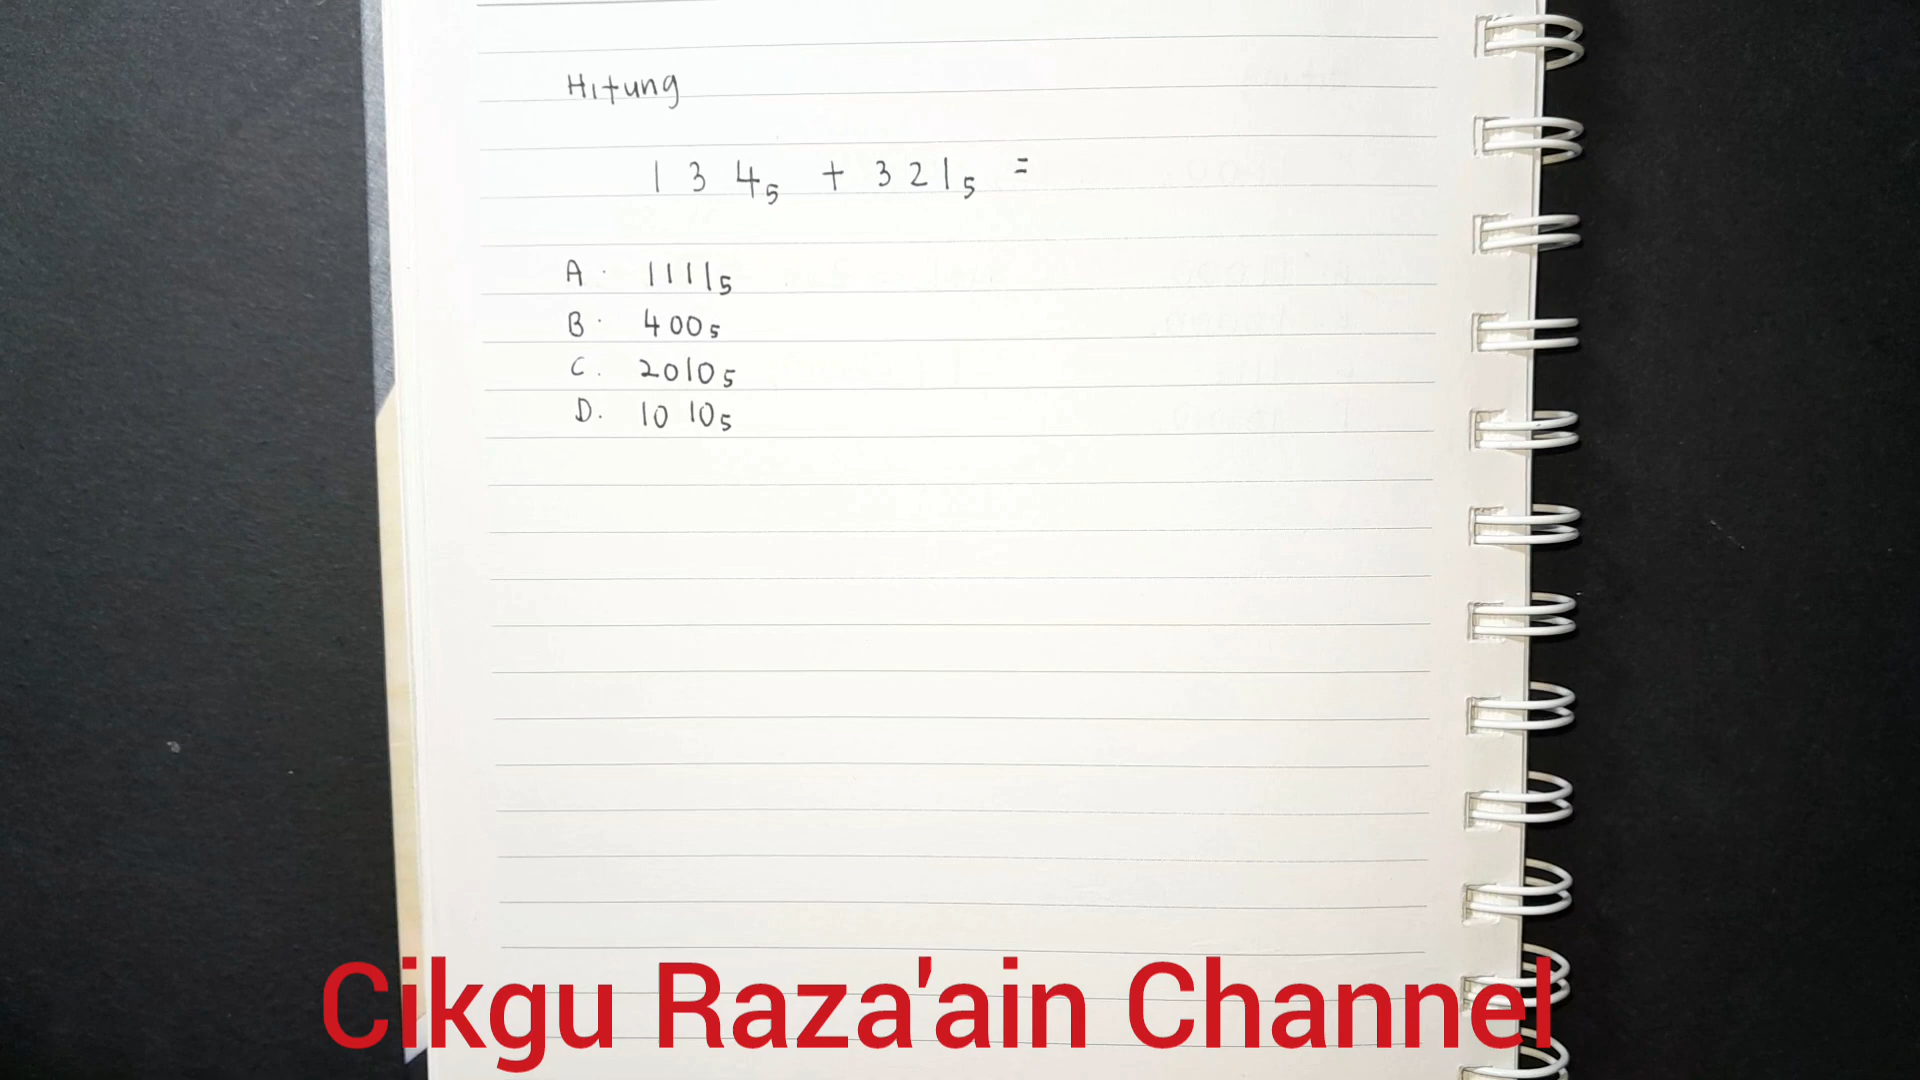 Hitung
134₅ + 321₅ =
A. 1111₅
B. 400₅
C. 2010₅
D. 1010₅
Cikgu Raza'ain Channel